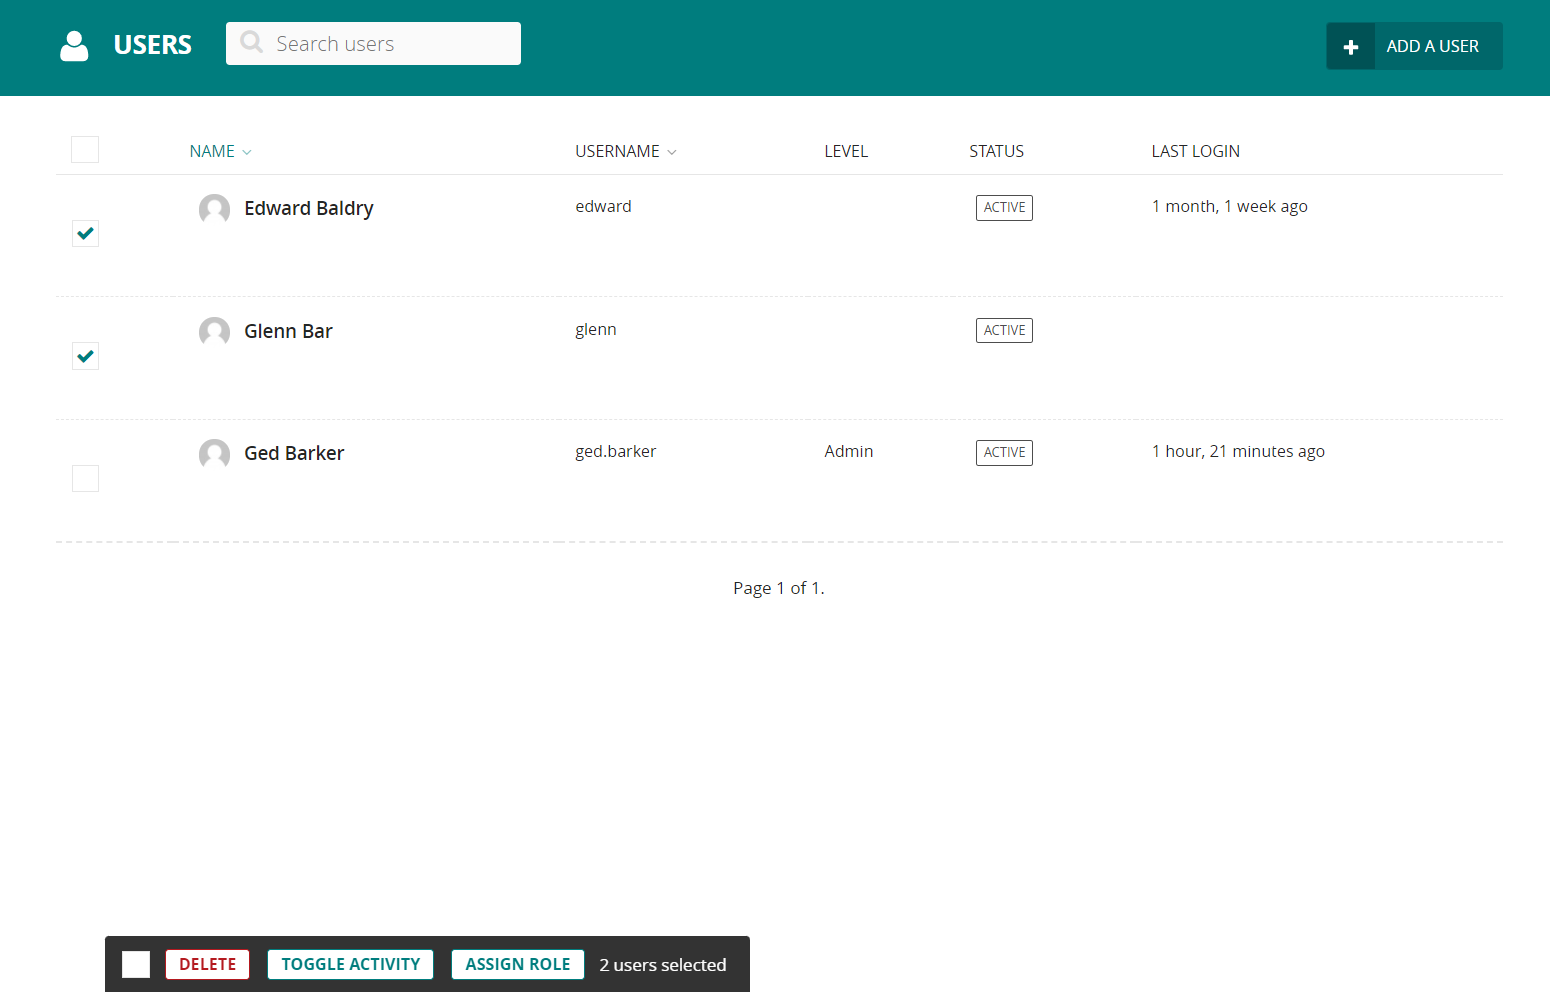 USERS
Search users
ADD A USER
NAME USERNAME LEVEL STATUS LAST LOGIN
Edward Baldry edward ACTIVE 1 month, 1 week ago
Glenn Bar glenn ACTIVE
Ged Barker ged.barker Admin ACTIVE 1 hour, 21 minutes ago
Page 1 of 1.
DELETE TOGGLE ACTIVITY ASSIGN ROLE 2 users selected